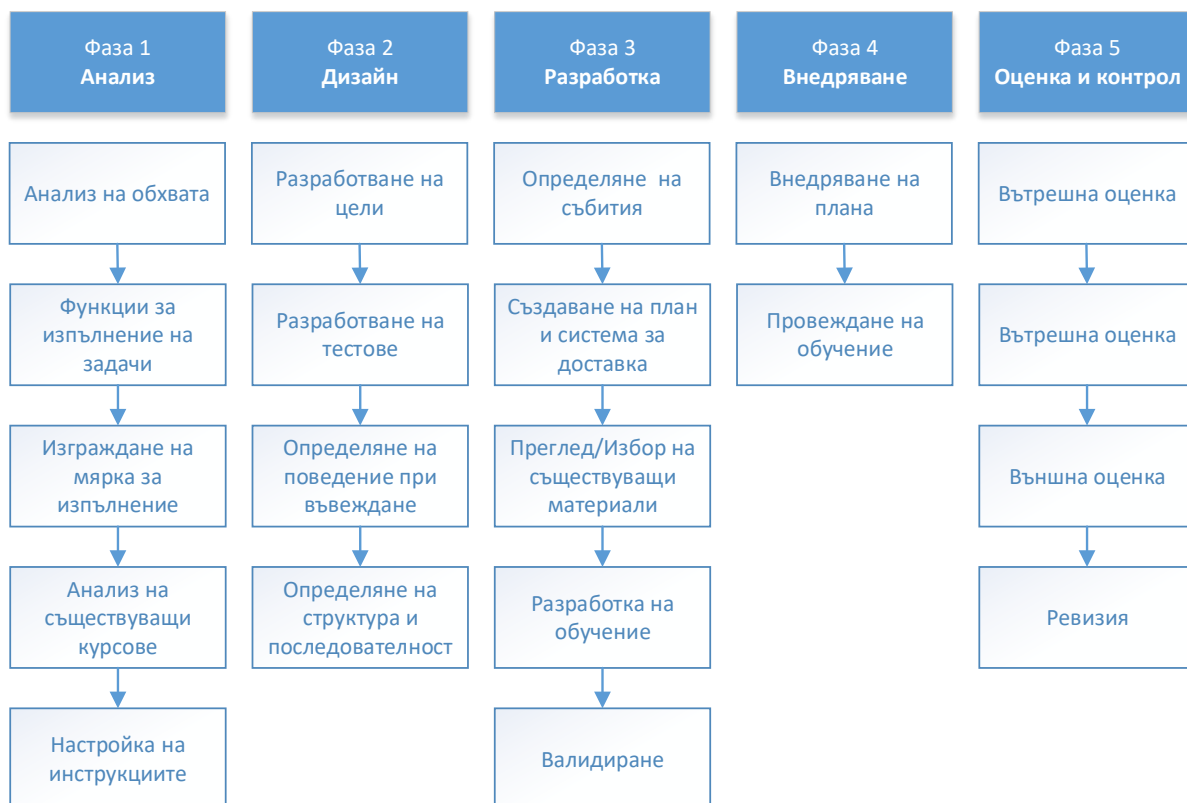 Фаза 1
Анализ
Анализ на обхвата
Функции за
изпълнение на
задачи
Изграждане на
мярка за
изпълнение
Анализ на
съществуващи
курсове
Настройка на
инструкциите
Фаза 2
Дизайн
Разработване на
цели
Разработване на
тестове
Определяне на
поведение при
въвеждане
Определяне на
структура и
последователност
Фаза 3
Разработка
Определяне на
събития
Създаване на план
и система за
доставка
Преглед/Избор на
съществуващи
материали
Разработка на
обучение
Валидиране
Фаза 4
Внедряване
Внедряване на
плана
Провеждане на
обучение
Фаза 5
Оценка и контрол
Вътрешна оценка
Вътрешна оценка
Външна оценка
Ревизия